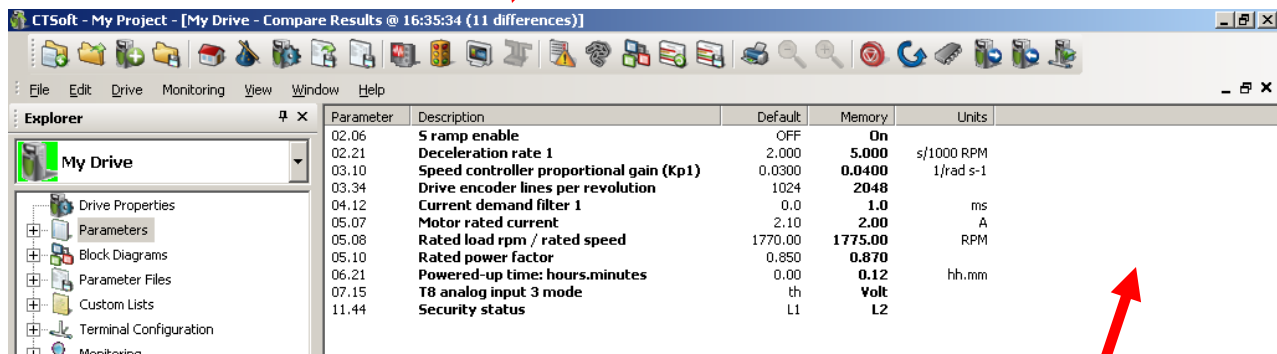 CTSoft - My Project - [My Drive - Compare Results @ 16:35:34 (11 differences)]
File Edit Drive Monitoring View Window Help
Explorer
My Drive
Drive Properties
Parameters
Block Diagrams
Parameter Files
Custom Lists
Terminal Configuration
Monitoring
Parameter Description Default Memory Units
02.06 S ramp enable OFF On
02.21 Deceleration rate 1 2.000 5.000 s/1000 RPM
03.10 Speed controller proportional gain (Kp1) 0.0300 0.0400 1/rad s-1
03.34 Drive encoder lines per revolution 1024 2048
04.12 Current demand filter 1 0.0 1.0 ms
05.07 Motor rated current 2.10 2.00 A
05.08 Rated load rpm / rated speed 1770.00 1775.00 RPM
05.10 Rated power factor 0.850 0.870
06.21 Powered-up time: hours.minutes 0.00 0.12 hh.mm
07.15 T8 analog input 3 mode th Volt
11.44 Security status L1 L2